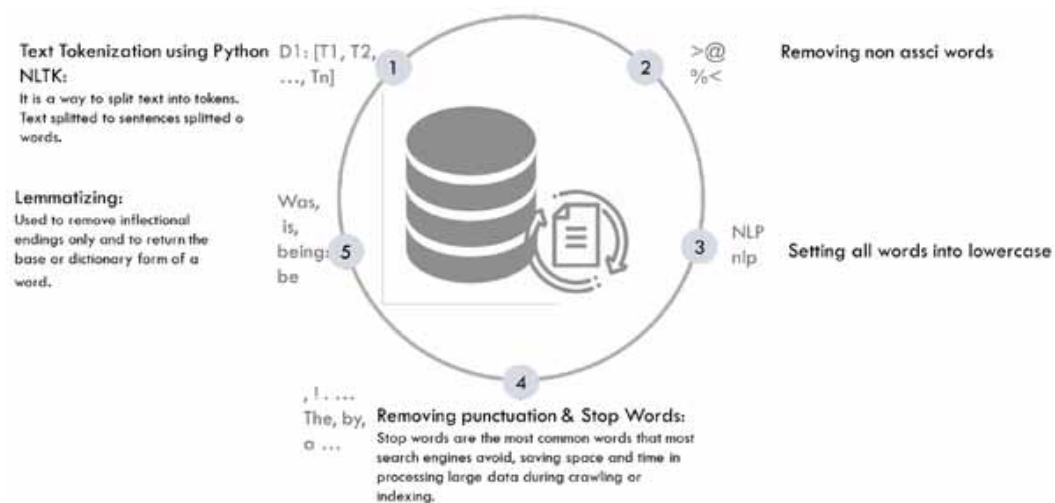 Text Tokenization using Python
NLTK:
It is a way to split text into tokens.
Text splitted to sentences splitted o
words.
D1: [T1, T2,
..., Tn]
1
2
>@
%<
Removing non assci words
3
NLP
nlp
Setting all words into lowercase
4
, ! . ...
The, by,
a ...
Removing punctuation & Stop Words:
Stop words are the most common words that most
search engines avoid, saving space and time in
processing large data during crawling or
indexing.
Lemmatizing:
Used to remove inflectional
endings only and to return the
base or dictionary form of a
word.
Was,
is,
being:
be
5